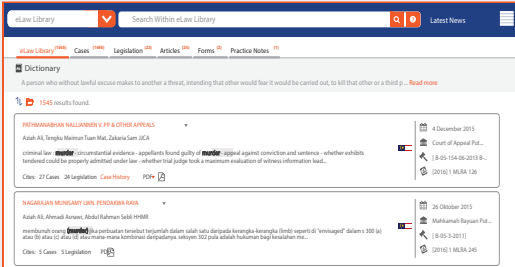 eLaw Library Search Within eLaw Library Latest News
eLaw Library (1545) Cases (1465) Legislation (23) Articles (24) Forms (2) Practice Notes (1)
Dictionary
A person who without lawful excuse makes to another a threat, intending that other would fear it would be carried out, to kill that other or a third p ... Read more
1545 results found.
PATHMANABHAN NALLIANNEN V. PP & OTHER APPEALS
Aziah Ali, Tengku Maimun Tuan Mat, Zakaria Sam JJCA
criminal law : murder - circumstantial evidence - appellants found guilty of murder - appeal against conviction and sentence - whether exhibits
tendered could be properly admitted under law - whether trial judge took a maximum evaluation of witness information lead...
Cites: 27 Cases 24 Legislation Case History PDF
4 December 2015
Court of Appeal Put...
[ B-05-154-06-2013 B-..
[2016] 1 MLRA 126
NAGARAJAN MUNISAMY LWN. PENDAKWA RAYA
Aziah Ali, Ahmadi Asnawi, Abdul Rahman Sebli HHMR
membunuh orang (murder) jika perbuatan tersebut terjumlah dalam salah satu daripada kerangka-kerangka (limb) seperti di "envisaged" dalam s 300 (a)
atau (b) atau (c) atau (d) atau mana-mana kombinasi daripadanya. seksyen 302 pula adalah hukuman bagi kesalahan me...
Cites: 5 Cases 5 Legislation PDF
26 Oktober 2015
Mahkamah Rayuan Put...
[ B-05-3-2011]
[2016] 1 MLRA 245